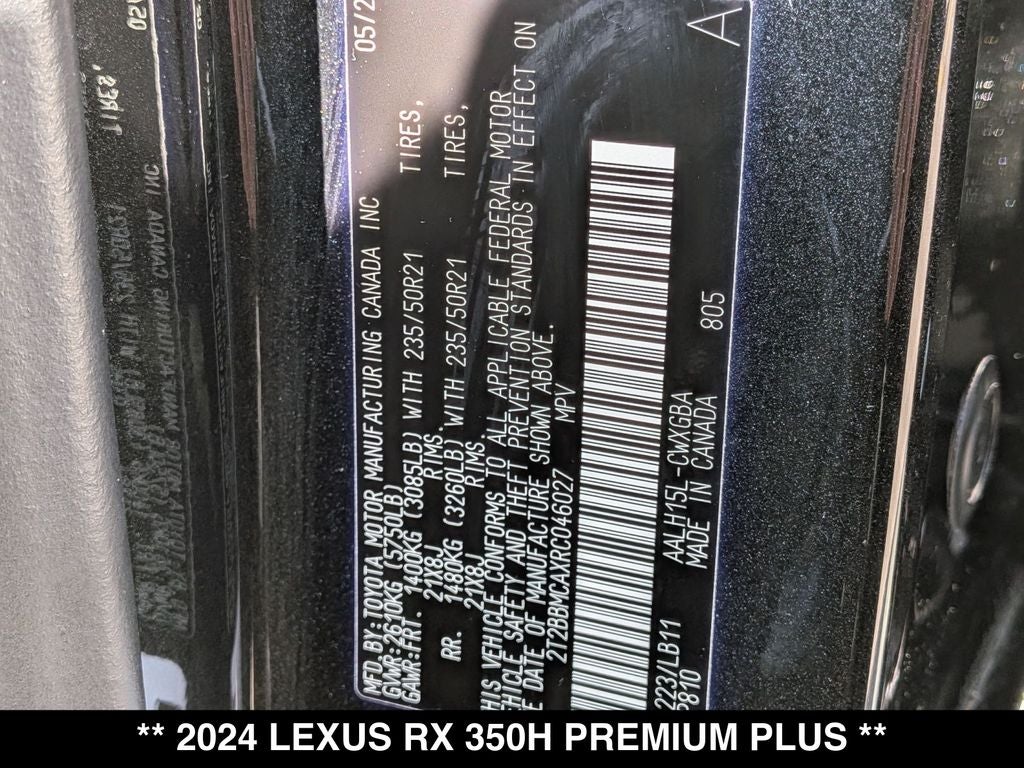 MFD.BY:TOYOTA MOTOR MANUFACTURING CANADA INC 05/2
GVWR:2610KG (5750LB)
GAWR:FRT. 1400KG (3085LB) WITH 235/50R21 TIRES,
21X8J RIMS.
RR. 1480KG (3260LB) WITH 235/50R21 TIRES,
21X8J RIMS.
HIS VEHICLE CONFORMS TO ALL APPLICABLE FEDERAL MOTOR
EHICLE SAFETY AND THEFT PREVENTION STANDARDS IN EFFECT ON
E DATE OF MANUFACTURE SHOWN ABOVE.
2T2BBMCAXRC046027 MPV
A
223/LB11 AALH15L-CWXGBA 805
P810 MADE IN CANADA
** 2024 LEXUS RX 350H PREMIUM PLUS **